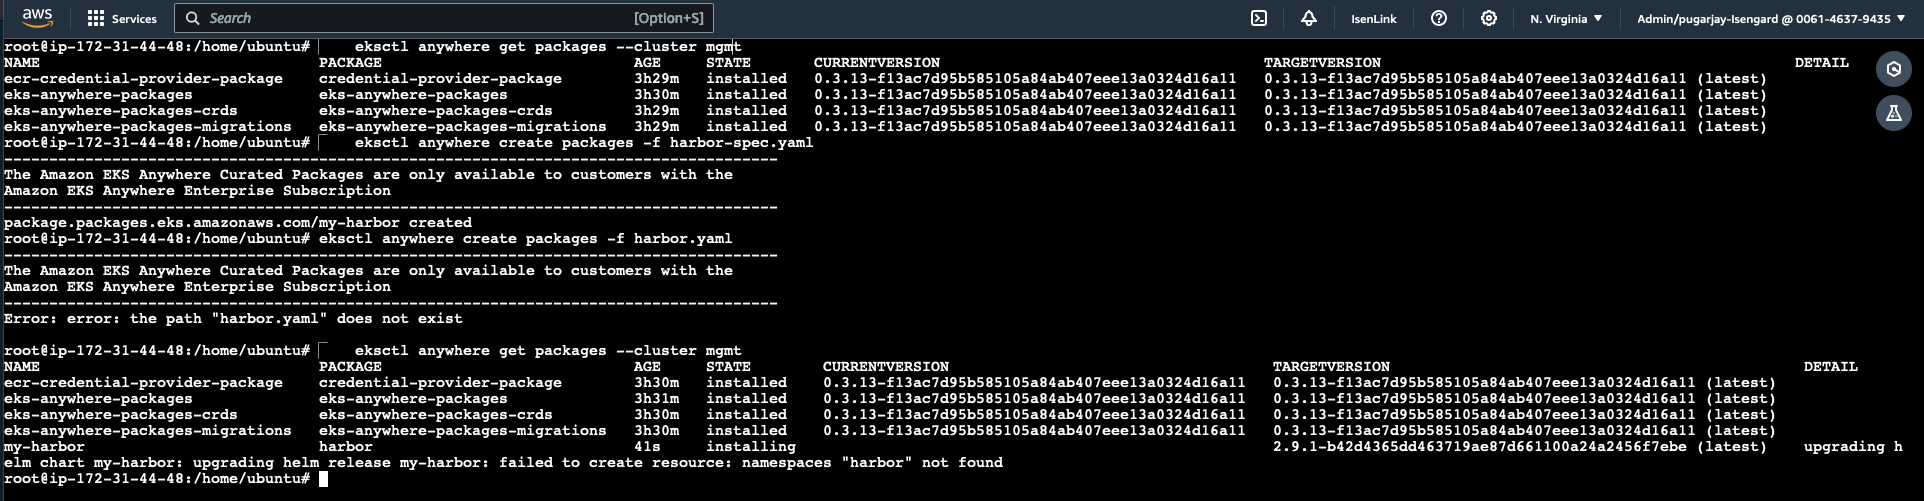 aws Services Search [Option+S] IsenLink N. Virginia ▼ Admin/pugarjay-Isengard @ 0061-4637-9435 ▼
root@ip-172-31-44-48:/home/ubuntu# eksctl anywhere get packages --cluster mgmt
NAME PACKAGE AGE STATE CURRENTVERSION TARGETVERSION DETAIL
ecr-credential-provider-package credential-provider-package 3h29m installed 0.3.13-f13ac7d95b585105a84ab407eee13a0324d16a11 0.3.13-f13ac7d95b585105a84ab407eee13a0324d16a11 (latest)
eks-anywhere-packages eks-anywhere-packages 3h30m installed 0.3.13-f13ac7d95b585105a84ab407eee13a0324d16a11 0.3.13-f13ac7d95b585105a84ab407eee13a0324d16a11 (latest)
eks-anywhere-packages-crds eks-anywhere-packages-crds 3h29m installed 0.3.13-f13ac7d95b585105a84ab407eee13a0324d16a11 0.3.13-f13ac7d95b585105a84ab407eee13a0324d16a11 (latest)
eks-anywhere-packages-migrations eks-anywhere-packages-migrations 3h29m installed 0.3.13-f13ac7d95b585105a84ab407eee13a0324d16a11 0.3.13-f13ac7d95b585105a84ab407eee13a0324d16a11 (latest)
root@ip-172-31-44-48:/home/ubuntu# eksctl anywhere create packages -f harbor-spec.yaml
--------------------------------------------------------------------------------------
The Amazon EKS Anywhere Curated Packages are only available to customers with the
Amazon EKS Anywhere Enterprise Subscription
--------------------------------------------------------------------------------------
package.packages.eks.amazonaws.com/my-harbor created
root@ip-172-31-44-48:/home/ubuntu# eksctl anywhere create packages -f harbor.yaml
--------------------------------------------------------------------------------------
The Amazon EKS Anywhere Curated Packages are only available to customers with the
Amazon EKS Anywhere Enterprise Subscription
--------------------------------------------------------------------------------------
Error: error: the path "harbor.yaml" does not exist
root@ip-172-31-44-48:/home/ubuntu# eksctl anywhere get packages --cluster mgmt
NAME PACKAGE AGE STATE CURRENTVERSION TARGETVERSION DETAIL
ecr-credential-provider-package credential-provider-package 3h30m installed 0.3.13-f13ac7d95b585105a84ab407eee13a0324d16a11 0.3.13-f13ac7d95b585105a84ab407eee13a0324d16a11 (latest)
eks-anywhere-packages eks-anywhere-packages 3h31m installed 0.3.13-f13ac7d95b585105a84ab407eee13a0324d16a11 0.3.13-f13ac7d95b585105a84ab407eee13a0324d16a11 (latest)
eks-anywhere-packages-crds eks-anywhere-packages-crds 3h30m installed 0.3.13-f13ac7d95b585105a84ab407eee13a0324d16a11 0.3.13-f13ac7d95b585105a84ab407eee13a0324d16a11 (latest)
eks-anywhere-packages-migrations eks-anywhere-packages-migrations 3h30m installed 0.3.13-f13ac7d95b585105a84ab407eee13a0324d16a11 0.3.13-f13ac7d95b585105a84ab407eee13a0324d16a11 (latest)
my-harbor harbor 41s installing 2.9.1-b42d4365dd463719ae87d661100a24a2456f7ebe (latest) upgrading h
elm chart my-harbor: upgrading helm release my-harbor: failed to create resource: namespaces "harbor" not found
root@ip-172-31-44-48:/home/ubuntu#